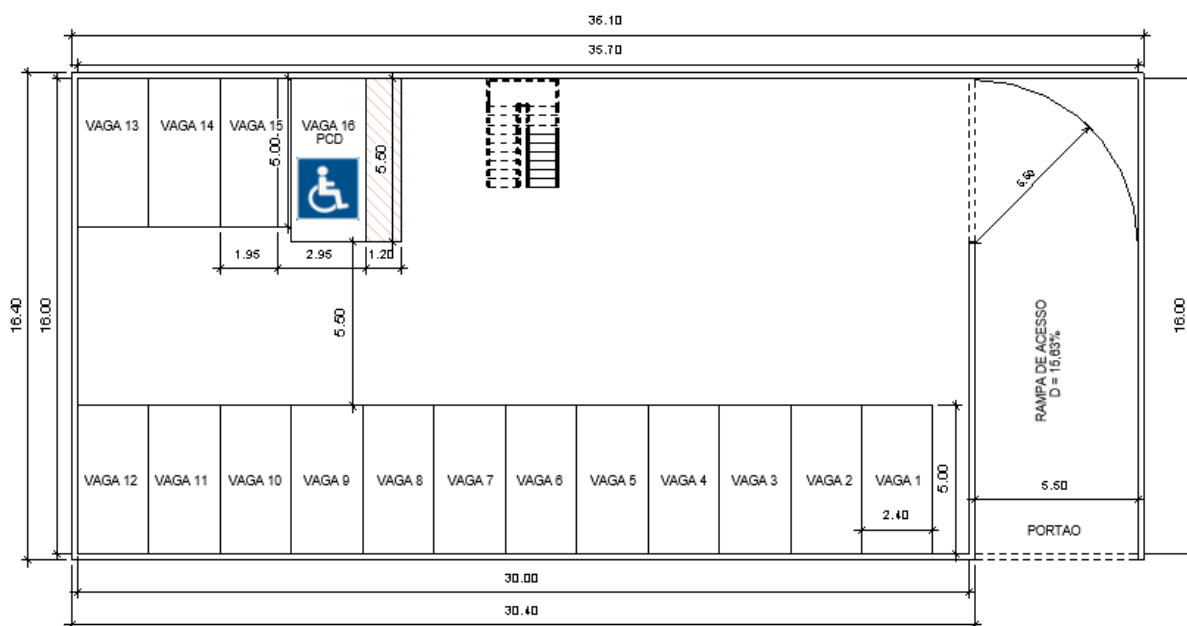 36.10
35.70
VAGA 13
VAGA 14
VAGA 15
VAGA 16
PCD
5.00
5.50
5.50
1.95
2.95
1.20
16.40
16.00
16.00
5.50
RAMPA DE ACESSO
D = 15,63%
VAGA 12
VAGA 11
VAGA 10
VAGA 9
VAGA 8
VAGA 7
VAGA 6
VAGA 5
VAGA 4
VAGA 3
VAGA 2
VAGA 1
5.00
2.40
5.50
PORTAO
30.00
30.40